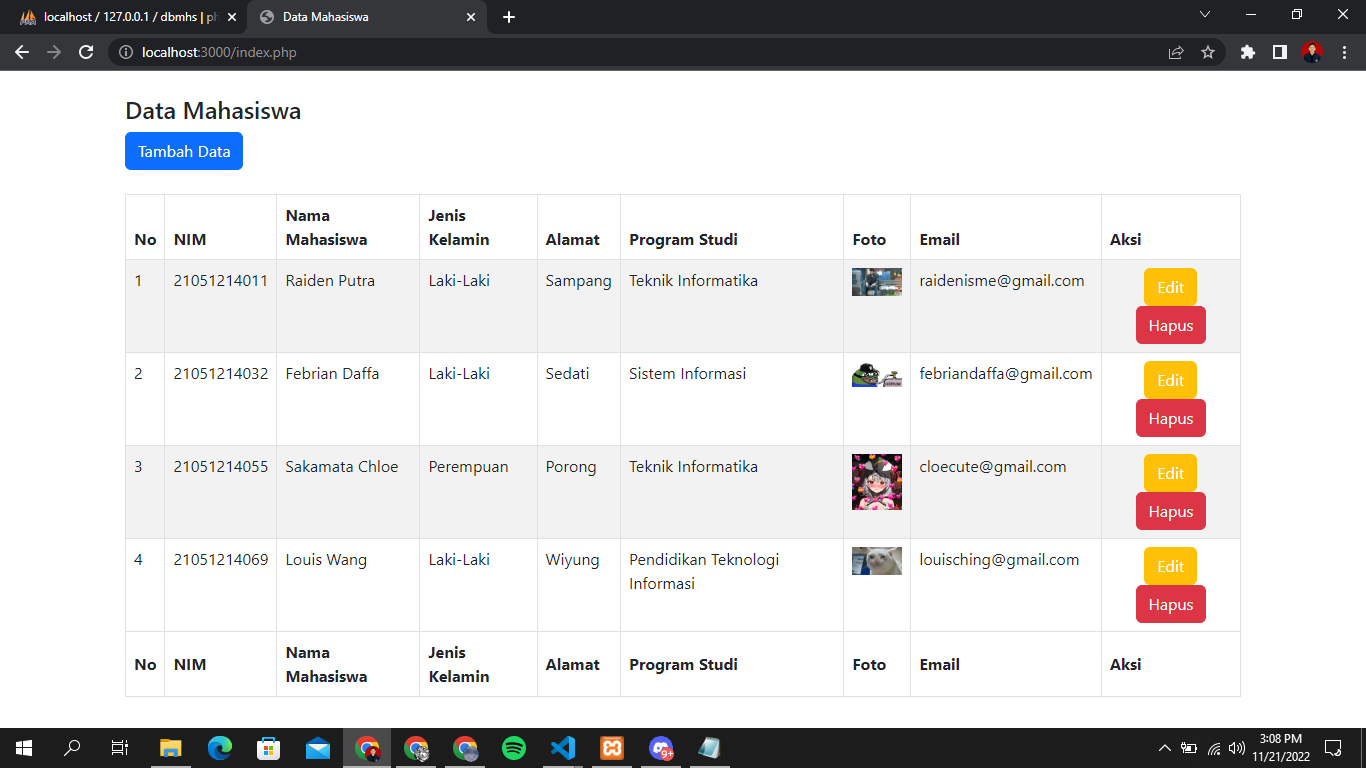 localhost / 127.0.0.1 / dbmhs | ph
Data Mahasiswa
localhost:3000/index.php
Data Mahasiswa
Tambah Data
No NIM Nama Mahasiswa Jenis Kelamin Alamat Program Studi Foto Email Aksi
1 21051214011 Raiden Putra Laki-Laki Sampang Teknik Informatika raidenisme@gmail.com Edit
Hapus
2 21051214032 Febrian Daffa Laki-Laki Sedati Sistem Informasi febriandaffa@gmail.com Edit
Hapus
3 21051214055 Sakamata Chloe Perempuan Porong Teknik Informatika cloecute@gmail.com Edit
Hapus
4 21051214069 Louis Wang Laki-Laki Wiyung Pendidikan Teknologi Informasi louisching@gmail.com Edit
Hapus
No NIM Nama Mahasiswa Jenis Kelamin Alamat Program Studi Foto Email Aksi
9+
3:08 PM
11/21/2022